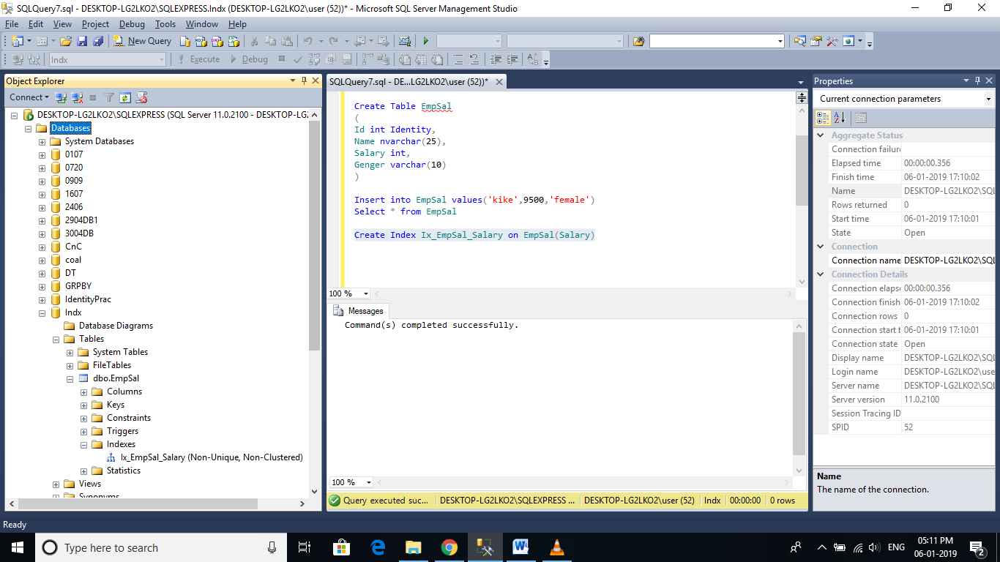 SQLQuery7.sql - DESKTOP-LG2LKO2\SQLEXPRESS.Indx (DESKTOP-LG2LKO2\user (52))* - Microsoft SQL Server Management Studio
File Edit View Project Debug Tools Window Help
New Query
Indx Execute Debug
Object Explorer
Connect
DESKTOP-LG2LKO2\SQLEXPRESS (SQL Server 11.0.2100 - DESKTOP-LG2
Databases
System Databases
0107
0720
0909
1607
2406
2904DB1
3004DB
CnC
coal
DT
GRPBY
IdentityPrac
Indx
Database Diagrams
Tables
System Tables
FileTables
dbo.EmpSal
Columns
Keys
Constraints
Triggers
Indexes
Ix_EmpSal_Salary (Non-Unique, Non-Clustered)
Statistics
Views
Synonyms
SQLQuery7.sql - DE...LG2LKO2\user (52))*
Create Table EmpSal
(
Id int Identity,
Name nvarchar(25),
Salary int,
Genger varchar(10)
)
Insert into EmpSal values('kike',9500,'female')
Select * from EmpSal
Create Index Ix_EmpSal_Salary on EmpSal(Salary)
100 %
Messages
Command(s) completed successfully.
100 %
Query executed suc... DESKTOP-LG2LKO2\SQLEXPRESS ... DESKTOP-LG2LKO2\user (52) Indx 00:00:00 0 rows
Properties
Current connection parameters
Aggregate Status
Connection failure
Elapsed time 00:00:00.356
Finish time 06-01-2019 17:10:02
Name DESKTOP-LG2LKO2\SQL
Rows returned 0
Start time 06-01-2019 17:10:01
State Open
Connection
Connection name DESKTOP-LG2LKO2\SQL
Connection Details
Connection elaps 00:00:00.356
Connection finish 06-01-2019 17:10:02
Connection rows 0
Connection start t 06-01-2019 17:10:01
Connection state Open
Display name DESKTOP-LG2LKO2\SQL
Login name DESKTOP-LG2LKO2\use
Server name DESKTOP-LG2LKO2\SQL
Server version 11.0.2100
Session Tracing ID
SPID 52
Name
The name of the connection.
Ready
Type here to search
ENG
05:11 PM
06-01-2019
2